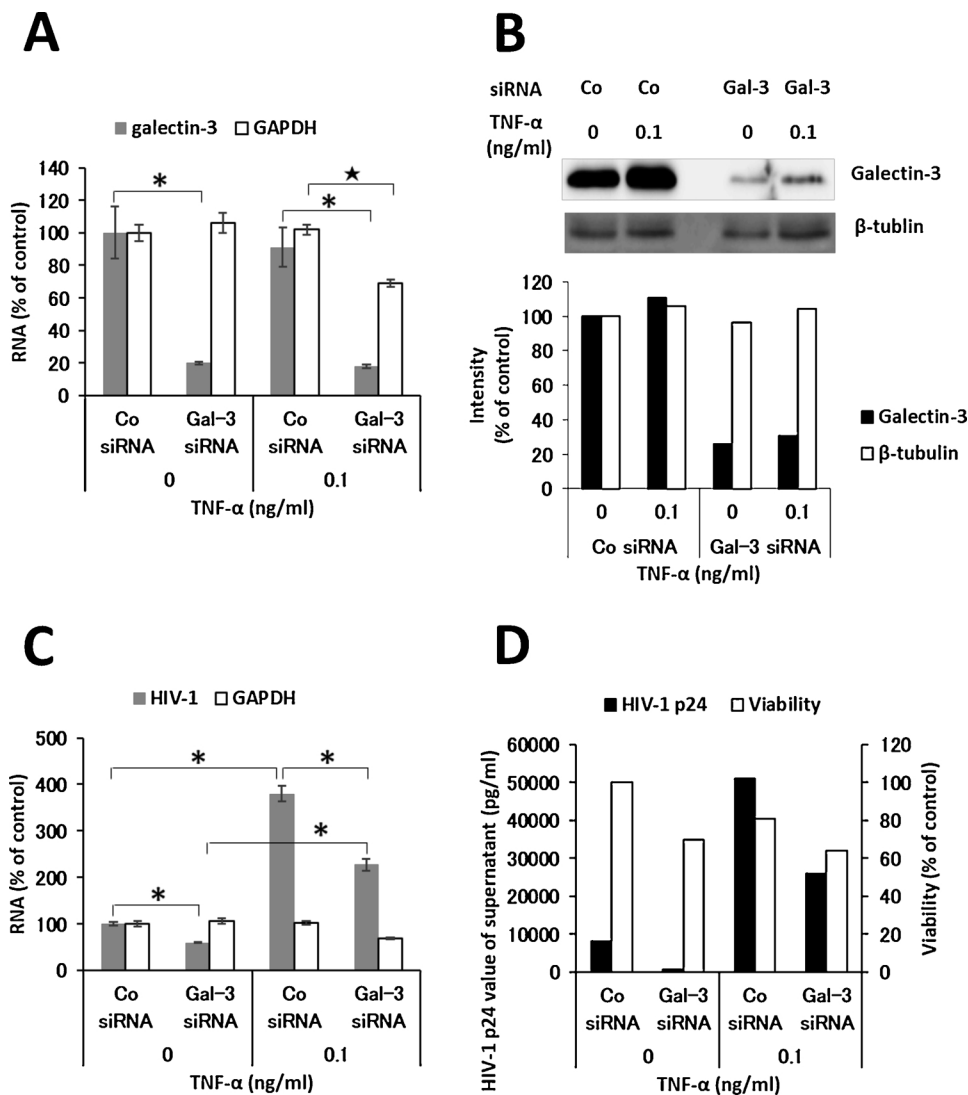 A
galectin-3 GAPDH
RNA (% of control)
140
120
100
80
60
40
20
0
* * ★
Co siRNA Gal-3 siRNA Co siRNA Gal-3 siRNA
0 0.1
TNF-α (ng/ml)
B
siRNA Co Co Gal-3 Gal-3
TNF-α (ng/ml) 0 0.1 0 0.1
Galectin-3
β-tublin
Intensity (% of control)
120
100
80
60
40
20
0
Galectin-3
β-tubulin
0 0.1 0 0.1
Co siRNA Gal-3 siRNA
TNF-α (ng/ml)
C
HIV-1 GAPDH
RNA (% of control)
500
400
300
200
100
0
* * * *
Co siRNA Gal-3 siRNA Co siRNA Gal-3 siRNA
0 0.1
TNF-α (ng/ml)
D
HIV-1 p24 Viability
HIV-1 p24 value of supernatant (pg/ml)
60000
50000
40000
30000
20000
10000
0
120
100
80
60
40
20
0
Viability (% of control)
Co siRNA Gal-3 siRNA Co siRNA Gal-3 siRNA
0 0.1
TNF-α (ng/ml)